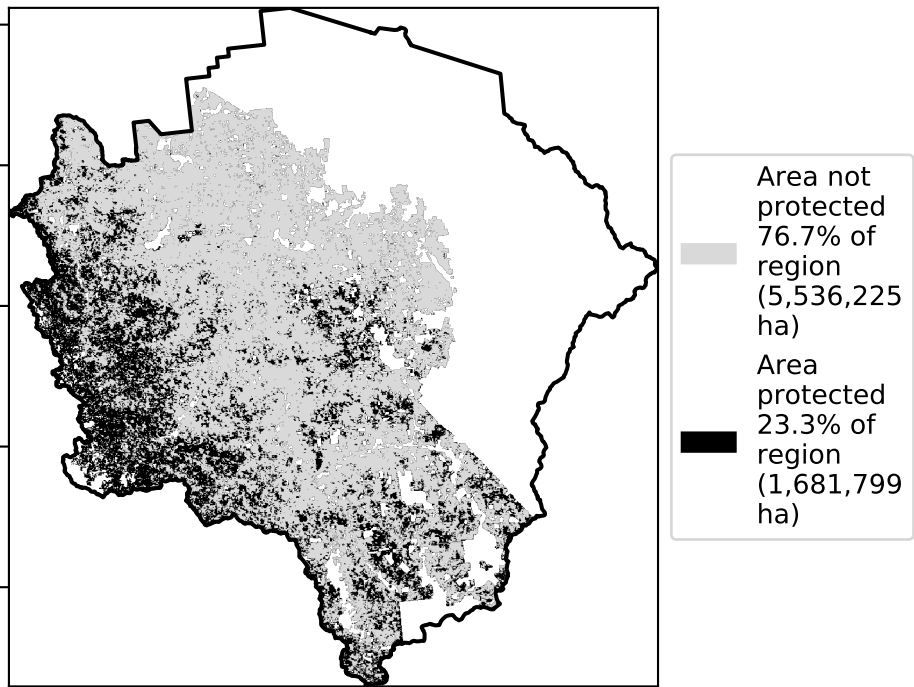 Area not
protected
76.7% of
region
(5,536,225
ha)
Area
protected
23.3% of
region
(1,681,799
ha)